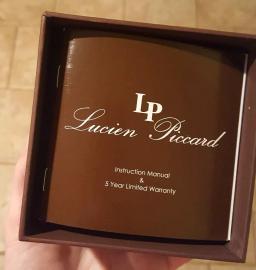 LP
Lucien Piccard
Instruction Manual
&
5 Year Limited Warranty